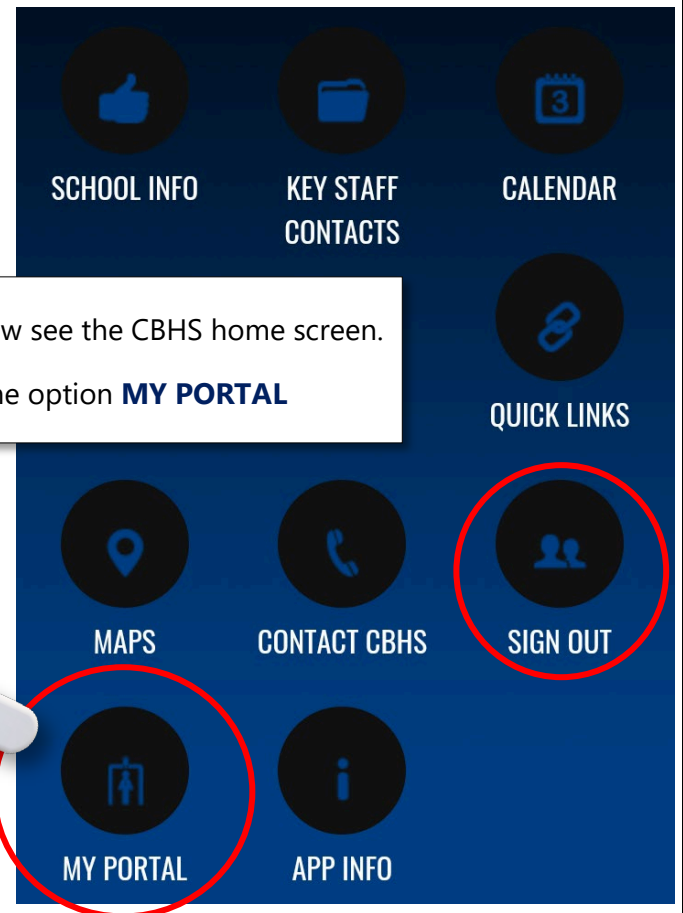 3
SCHOOL INFO
KEY STAFF
CONTACTS
CALENDAR
see the CBHS home screen.
option MY PORTAL
QUICK LINKS
MAPS
CONTACT CBHS
SIGN OUT
MY PORTAL
APP INFO